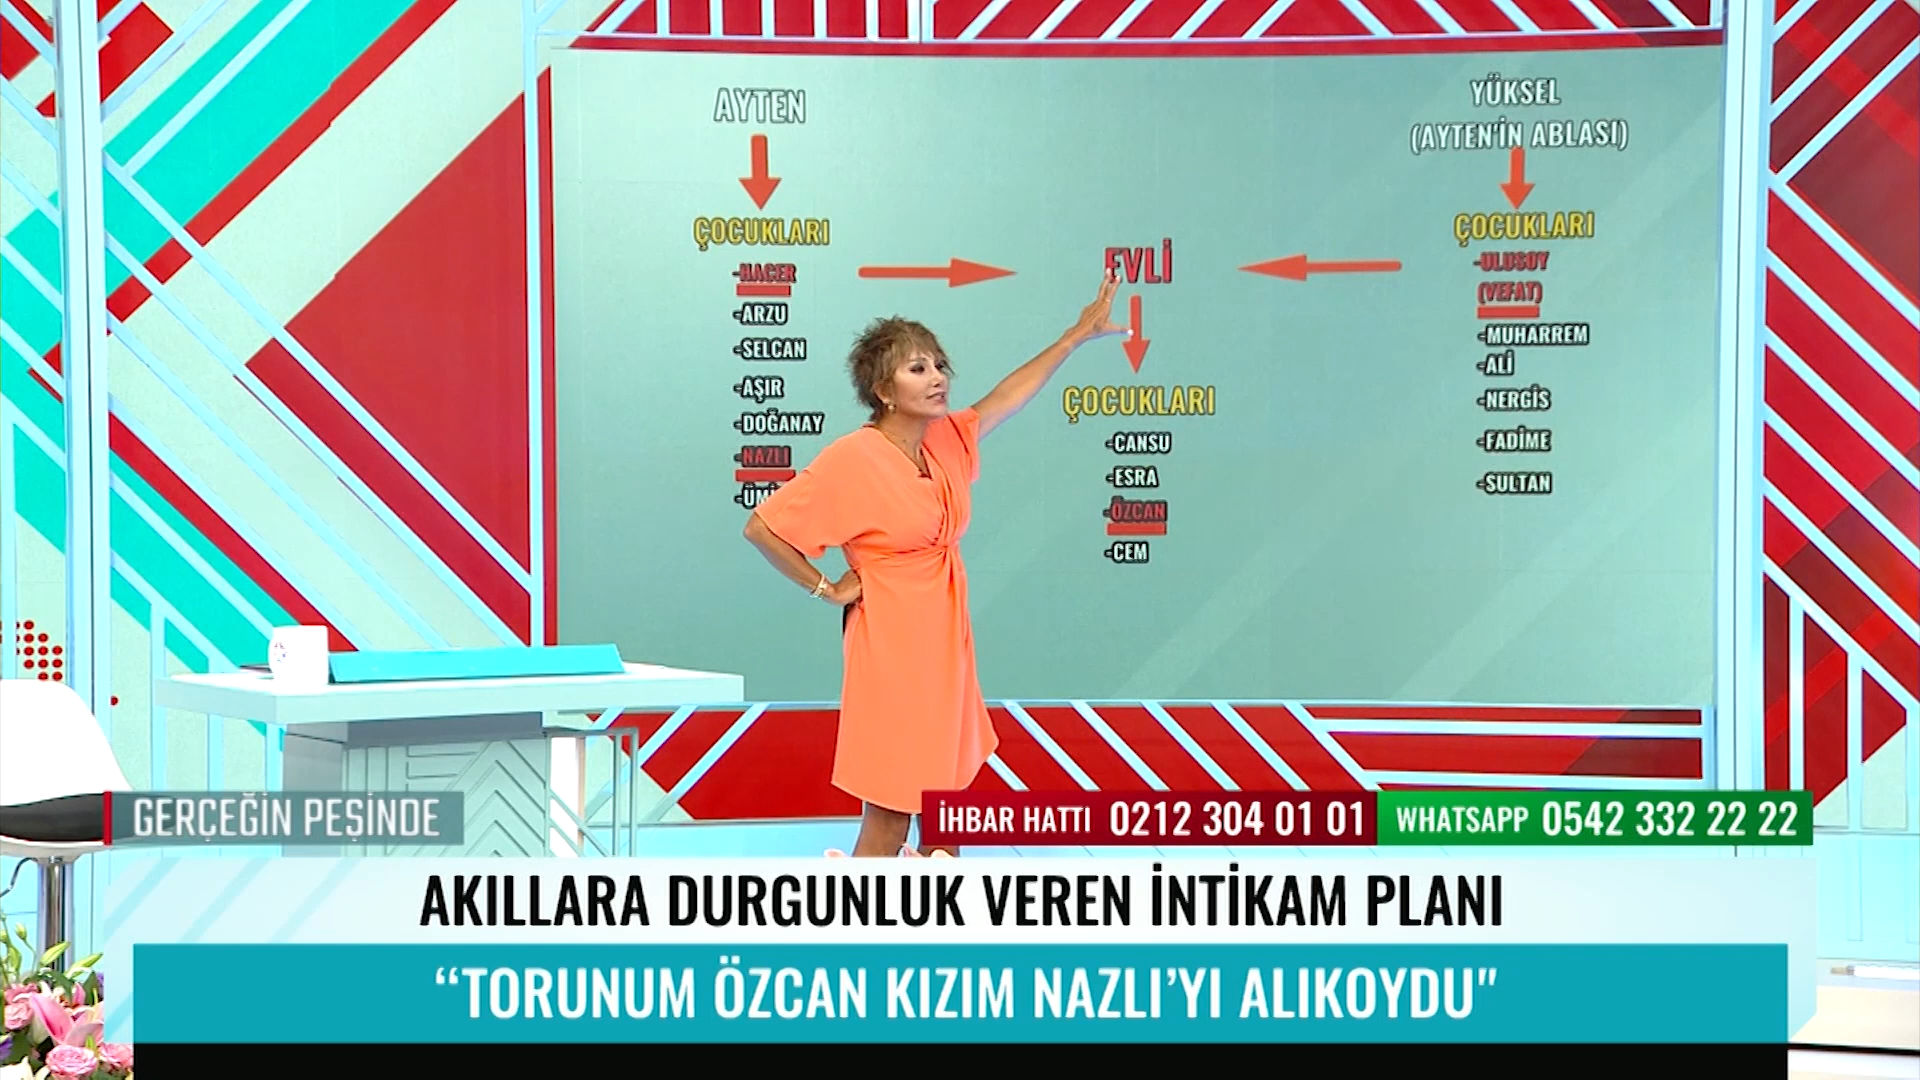 AYTEN
ÇOCUKLARI
-HACER
-ARZU
-SELCAN
-AŞIR
-DOĞANAY
-NAZLI
EVLİ
ÇOCUKLARI
-CANSU
-ESRA
-ÖZCAN
-CEM
YÜKSEL
(AYTEN'İN ABLASI)
ÇOCUKLARI
-ULUSOY
(VEFAT)
-MUHARREM
-ALİ
-NERGİS
-FADİME
-SULTAN
GERÇEĞİN PEŞİNDE
İHBAR HATTI 0212 304 01 01
WHATSAPP 0542 332 22 22
AKILLARA DURGUNLUK VEREN İNTİKAM PLANI
“TORUNUM ÖZCAN KIZIM NAZLI’YI ALIKOYDU"